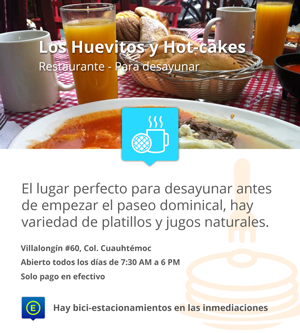 Los Huevitos y Hot-cakes
Restaurante - Para desayunar
El lugar perfecto para desayunar antes
de empezar el paseo dominical, hay
variedad de platillos y jugos naturales.
Villalongín #60, Col. Cuauhtémoc
Abierto todos los días de 7:30 AM a 6 PM
Solo pago en efectivo
E
Hay bici-estacionamientos en las inmediaciones